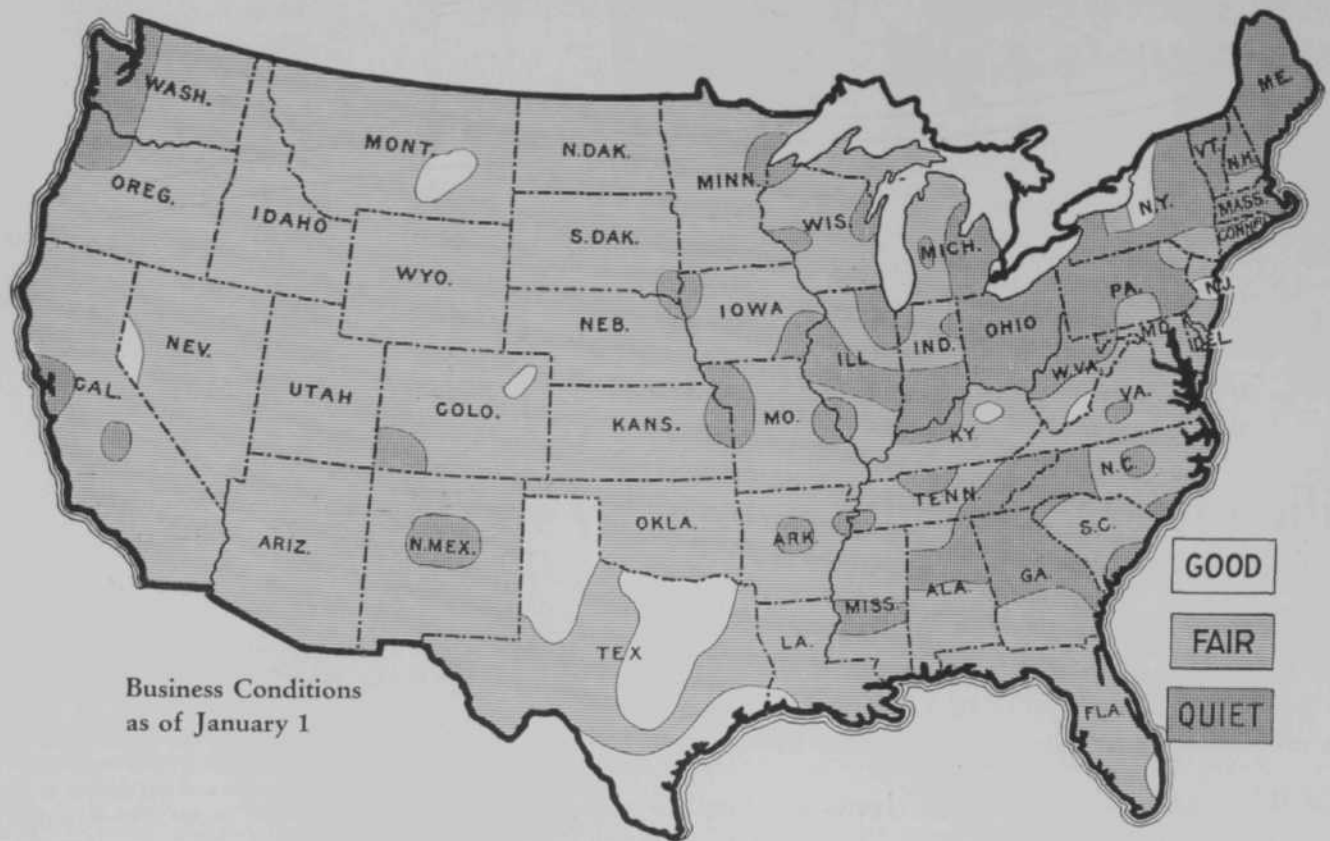 WASH.
MONT.
N.DAK.
MINN.
ME.
VT.
N.H.
OREG.
IDAHO
S.DAK.
WIS.
MICH.
N.Y.
MASS.
CONN.
WYO.
IOWA
PA.
N.J.
NEV.
NEB.
ILL
IND.
OHIO
MD.
DEL.
CAL.
UTAH
COLO.
KANS.
MO.
W.VA.
VA.
KY.
N.C.
TENN.
ARIZ.
N.MEX.
OKLA.
ARK.
S.C.
MISS.
ALA.
GA.
TEX
LA.
FLA.
GOOD
FAIR
QUIET
Business Conditions
as of January 1